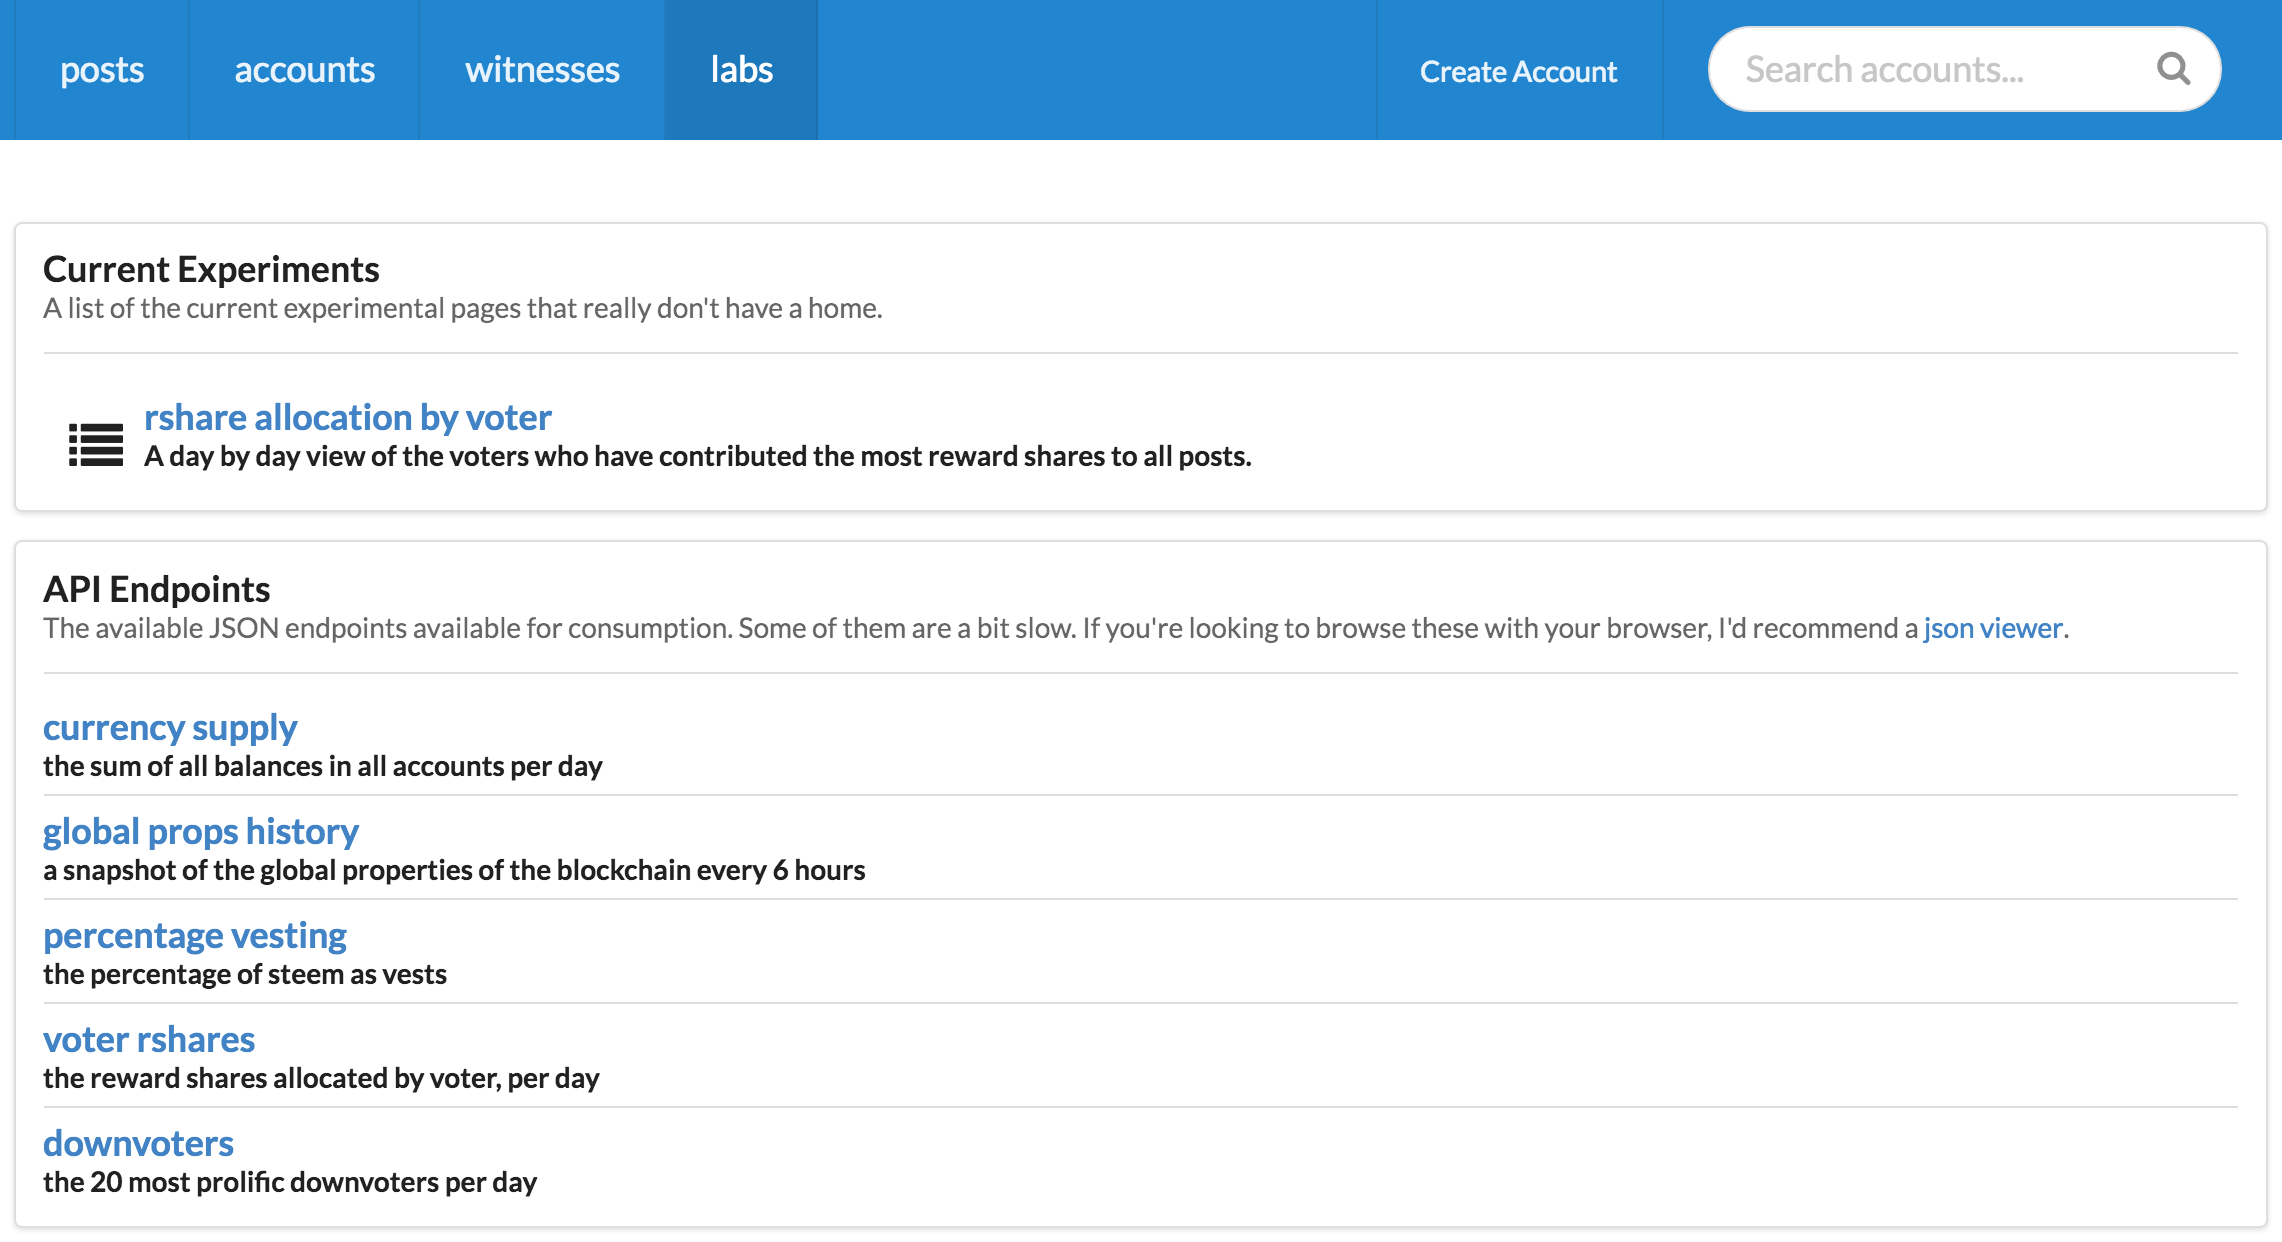 posts accounts witnesses labs Create Account Search accounts...
Current Experiments
A list of the current experimental pages that really don't have a home.
rshare allocation by voter
A day by day view of the voters who have contributed the most reward shares to all posts.
API Endpoints
The available JSON endpoints available for consumption. Some of them are a bit slow. If you're looking to browse these with your browser, I'd recommend a json viewer.
currency supply
the sum of all balances in all accounts per day
global props history
a snapshot of the global properties of the blockchain every 6 hours
percentage vesting
the percentage of steem as vests
voter rshares
the reward shares allocated by voter, per day
downvoters
the 20 most prolific downvoters per day